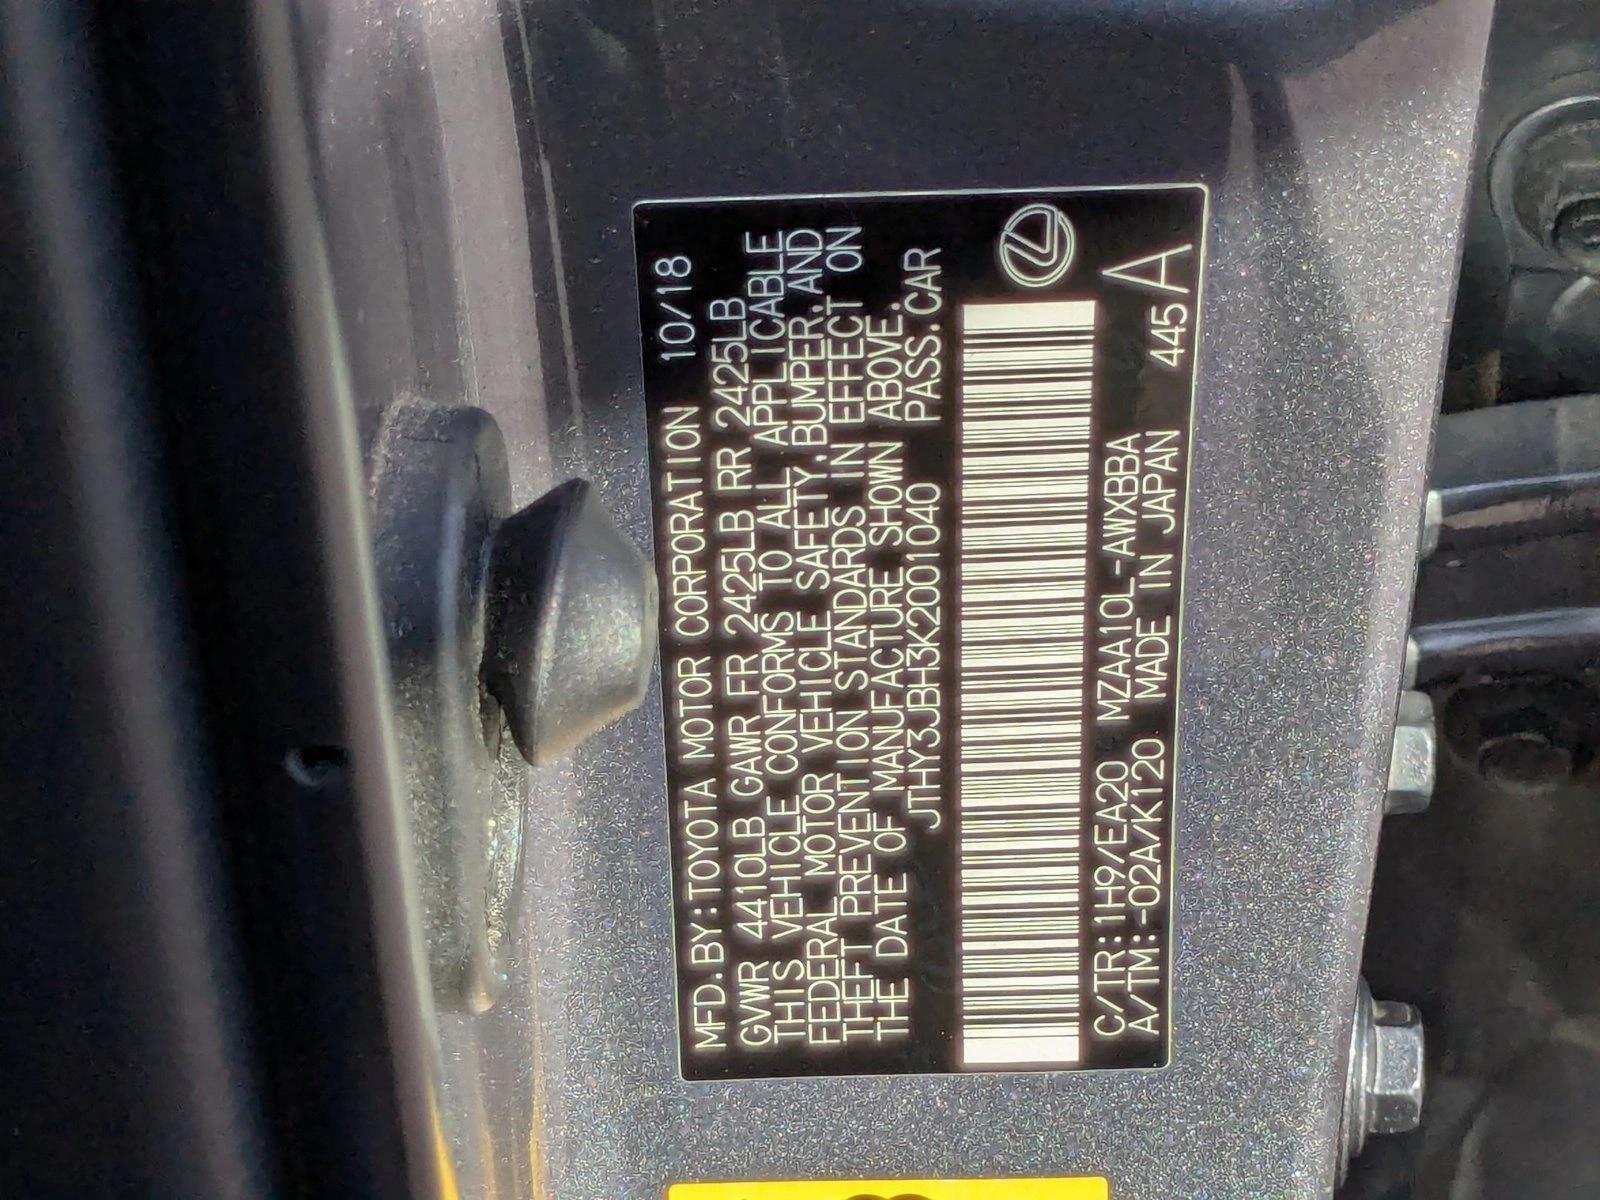 MFD.BY:TOYOTA MOTOR CORPORATION 10/18
GVWR 4410LB GAWR FR 2425LB RR 2425LB
THIS VEHICLE CONFORMS TO ALL APPLICABLE
FEDERAL MOTOR VEHICLE SAFETY,BUMPER,AND
THEFT PREVENTION STANDARDS IN EFFECT ON
THE DATE OF MANUFACTURE SHOWN ABOVE.
JTHY3JBH3K2001040 PASS.CAR
C/TR:1H9/EA20 MZAA10L-AWXBBA
A/TM:-02A/K120 MADE IN JAPAN 445 A